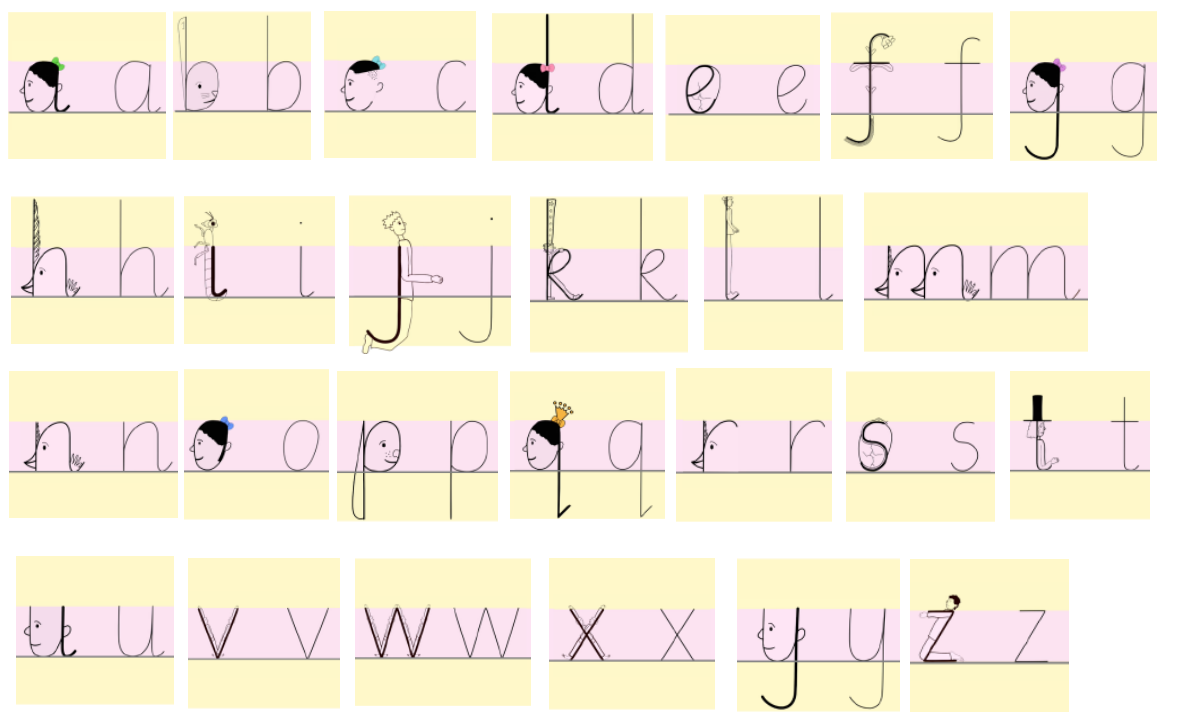 a a b b c c d d e e f f g g
h h i i j j k k l l m m
n n o o p p q q r r s s t t
u u v v w w x x y y z z